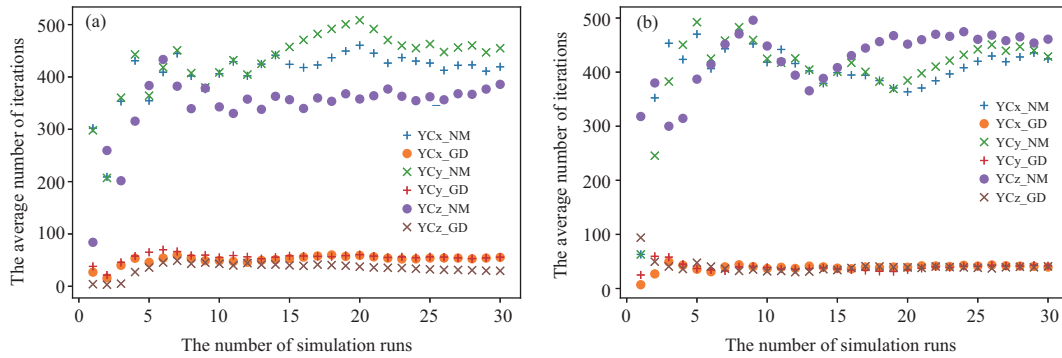 (a)
The average number of iterations
500
400
300
200
100
0
YCx_NM
YCx_GD
YCy_NM
YCy_GD
YCz_NM
YCz_GD
0 5 10 15 20 25 30
The number of simulation runs
(b)
The average number of iterations
500
400
300
200
100
0
YCx_NM
YCx_GD
YCy_NM
YCy_GD
YCz_NM
YCz_GD
0 5 10 15 20 25 30
The number of simulation runs